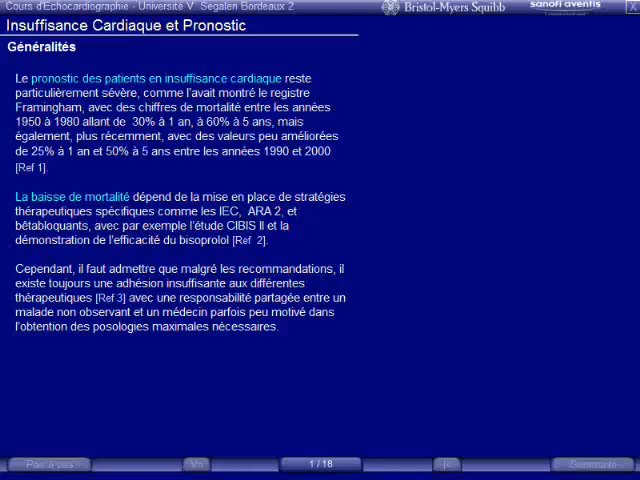 Cours d'Echocardiographie - Université V. Segalen Bordeaux 2
Bristol-Myers Squibb
sanofi aventis
X
Insuffisance Cardiaque et Pronostic
Généralités
Le pronostic des patients en insuffisance cardiaque reste
particulièrement sévère, comme l'avait montré le registre
Framingham, avec des chiffres de mortalité entre les années
1950 à 1980 allant de 30% à 1 an, à 60% à 5 ans, mais
également, plus récemment, avec des valeurs peu améliorées
de 25% à 1 an et 50% à 5 ans entre les années 1990 et 2000
[Ref 1].
La baisse de mortalité dépend de la mise en place de stratégies
thérapeutiques spécifiques comme les IEC, ARA 2, et
bêtabloquants, avec par exemple l'étude CIBIS II et la
démonstration de l'efficacité du bisoprolol [Ref 2].
Cependant, il faut admettre que malgré les recommandations, il
existe toujours une adhésion insuffisante aux différentes
thérapeutiques [Ref 3] avec une responsabilité partagée entre un
malade non observant et un médecin parfois peu motivé dans
l'obtention des posologies maximales nécessaires.
Pas à pas
1 / 18
Sommaire